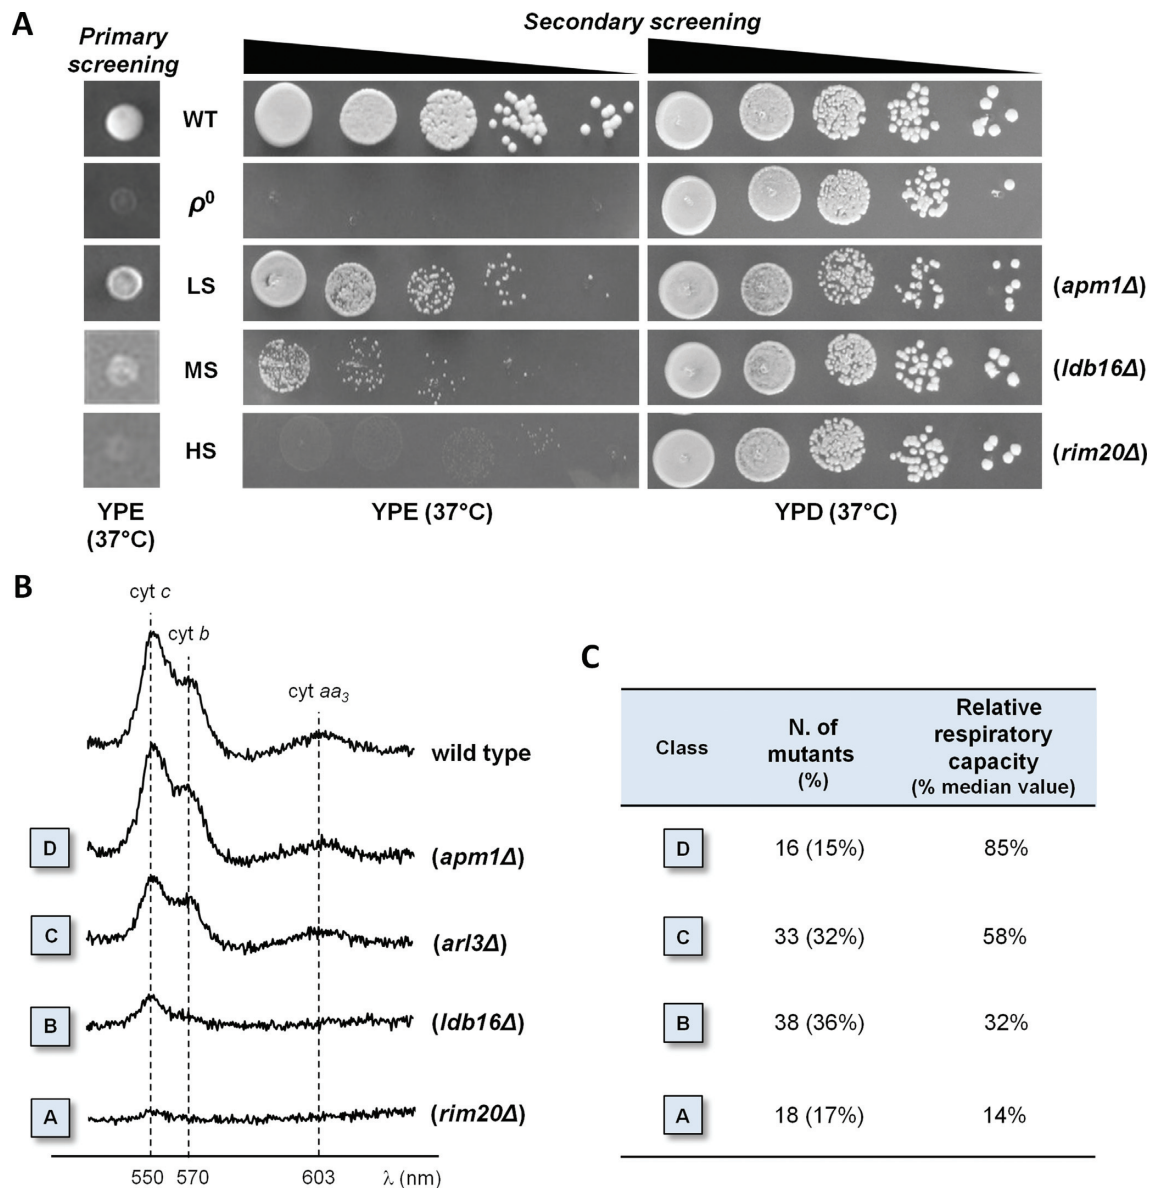 A
Primary
screening
Secondary screening
WT
ρ⁰
LS
(apm1Δ)
MS
(ldb16Δ)
HS
(rim20Δ)
YPE
(37°C)
YPE (37°C)
YPD (37°C)
B
cyt c
cyt b
cyt aa₃
wild type
D
(apm1Δ)
C
(arl3Δ)
B
(ldb16Δ)
A
(rim20Δ)
550 570 603 λ (nm)
C
Class
N. of
mutants
(%)
Relative
respiratory
capacity
(% median value)
D 16 (15%) 85%
C 33 (32%) 58%
B 38 (36%) 32%
A 18 (17%) 14%